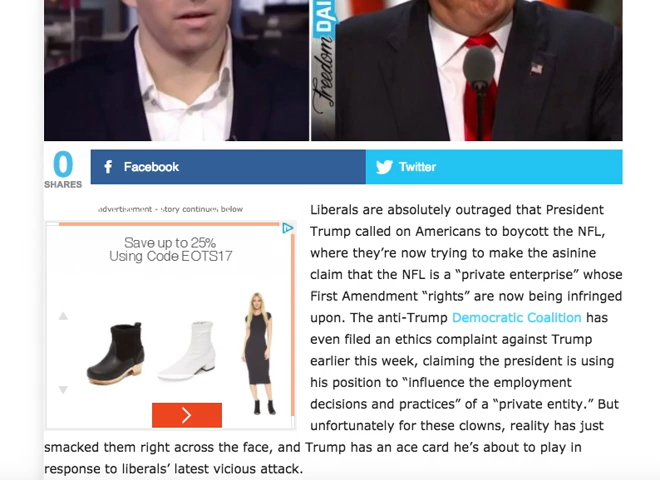 Freedom DAI
0
SHARES
Facebook
Twitter
advertisement - story continues below
Save up to 25%
Using Code EOTS17
Liberals are absolutely outraged that President
Trump called on Americans to boycott the NFL,
where they’re now trying to make the asinine
claim that the NFL is a “private enterprise” whose
First Amendment “rights” are now being infringed
upon. The anti-Trump Democratic Coalition has
even filed an ethics complaint against Trump
earlier this week, claiming the president is using
his position to “influence the employment
decisions and practices” of a “private entity.” But
unfortunately for these clowns, reality has just
smacked them right across the face, and Trump has an ace card he’s about to play in
response to liberals’ latest vicious attack.